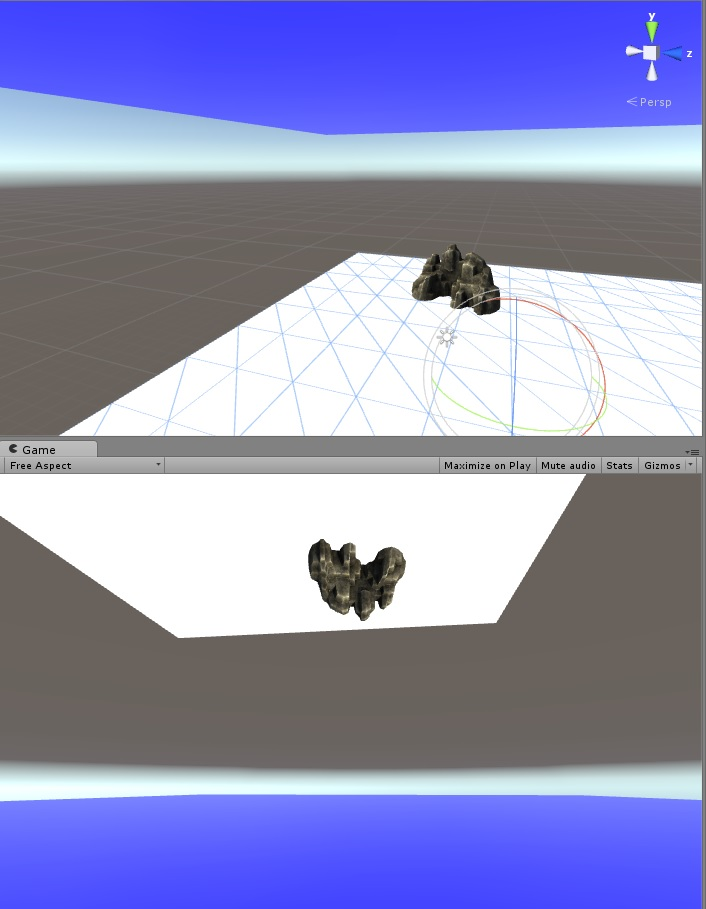 y
z
Persp
Game
Free Aspect
Maximize on Play Mute audio Stats Gizmos